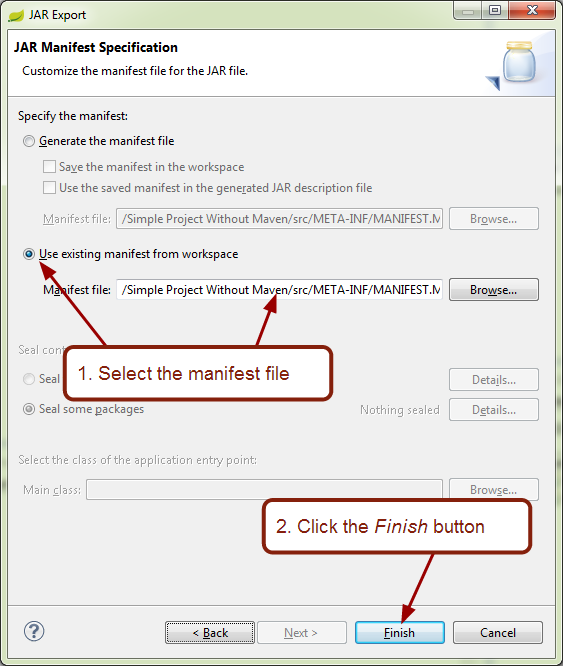 JAR Export
JAR Manifest Specification
Customize the manifest file for the JAR file.
Specify the manifest:
Generate the manifest file
Save the manifest in the workspace
Use the saved manifest in the generated JAR description file
Manifest file: /Simple Project Without Maven/src/META-INF/MANIFEST.M Browse...
Use existing manifest from workspace
Manifest file: /Simple Project Without Maven/src/META-INF/MANIFEST.M Browse...
Seal cont
1. Select the manifest file
Seal Details...
Seal some packages Nothing sealed Details...
Select the class of the application entry point:
Main class: Browse...
2. Click the Finish button
? < Back Next > Finish Cancel